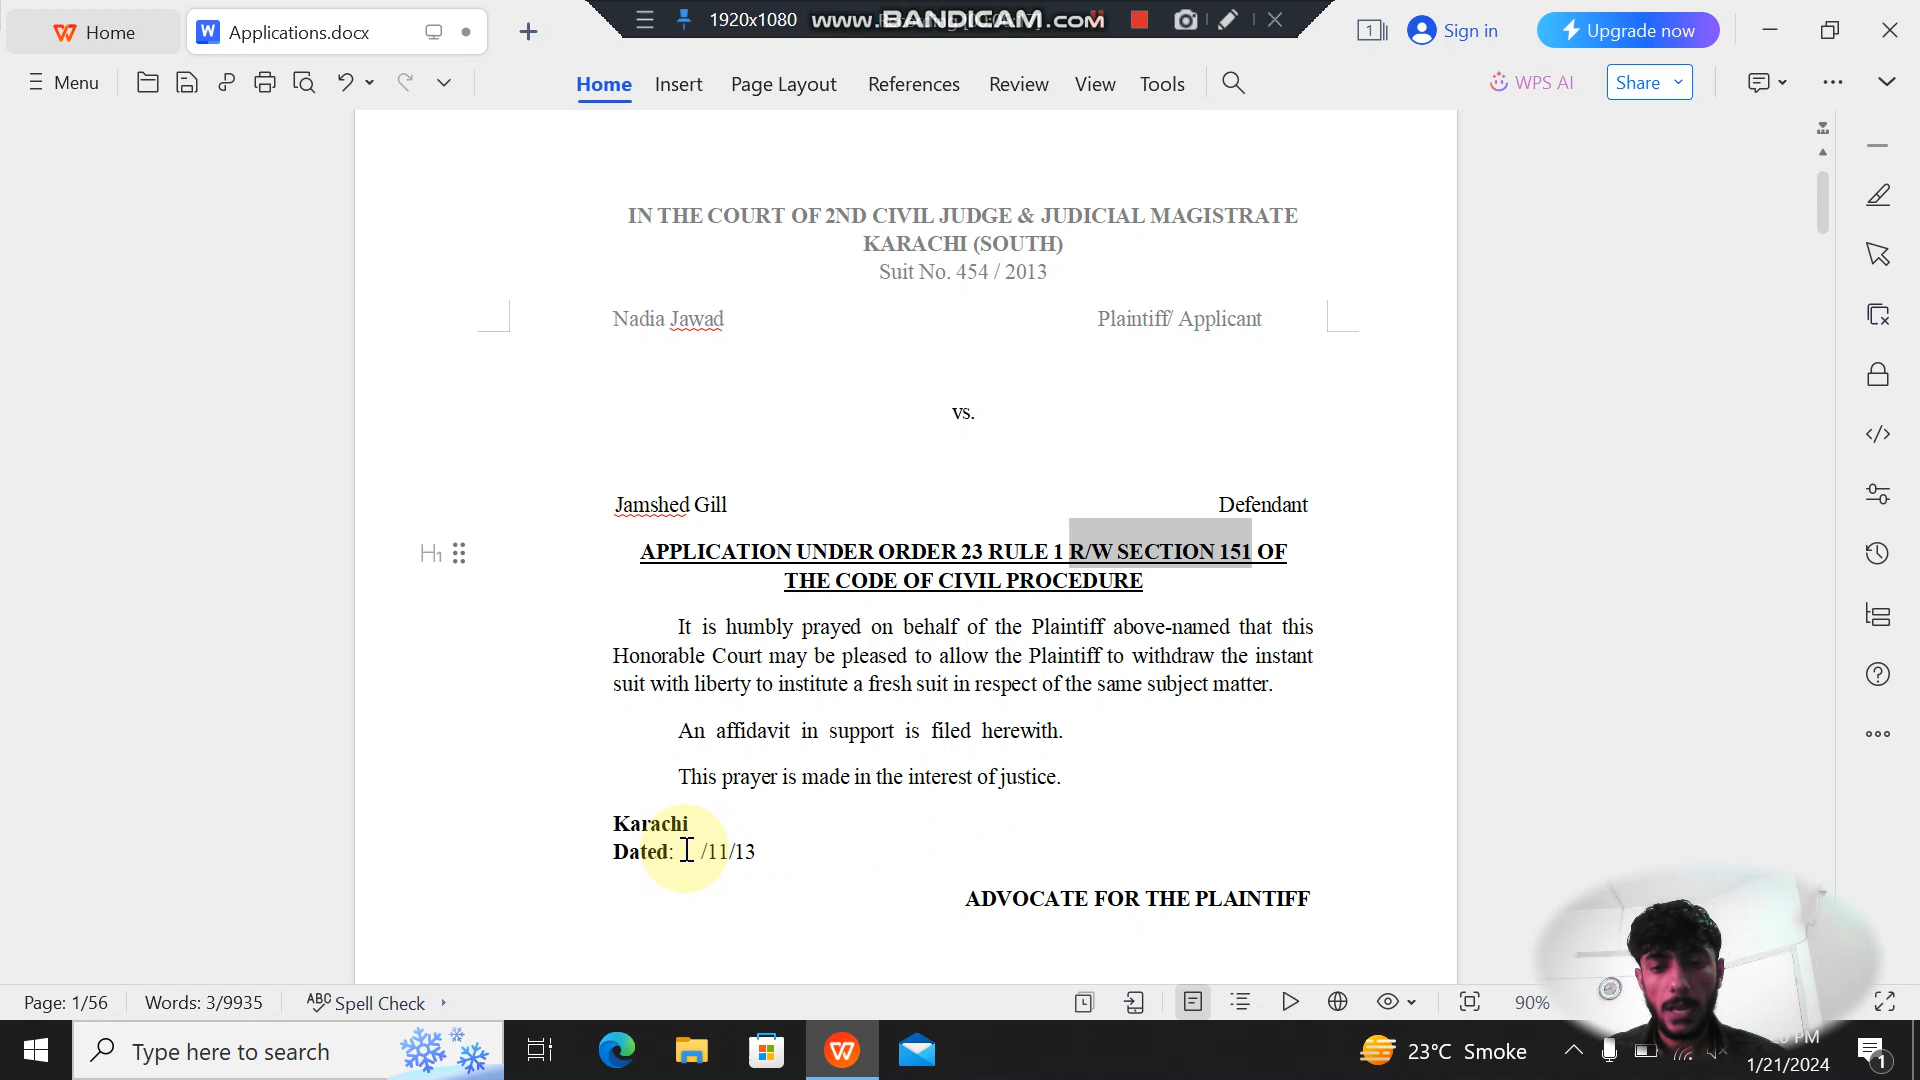 Home
Applications.docx
1920x1080
www.BANDICAM.com
Sign in
Upgrade now
Menu
Home
Insert
Page Layout
References
Review
View
Tools
WPS AI
Share
IN THE COURT OF 2ND CIVIL JUDGE & JUDICIAL MAGISTRATE
KARACHI (SOUTH)
Suit No. 454 / 2013
Nadia Jawad Plaintiff/ Applicant
vs.
Jamshed Gill Defendant
H1
APPLICATION UNDER ORDER 23 RULE 1 R/W SECTION 151 OF
THE CODE OF CIVIL PROCEDURE
It is humbly prayed on behalf of the Plaintiff above-named that this
Honorable Court may be pleased to allow the Plaintiff to withdraw the instant
suit with liberty to institute a fresh suit in respect of the same subject matter.
An affidavit in support is filed herewith.
This prayer is made in the interest of justice.
Karachi
Dated: /11/13
ADVOCATE FOR THE PLAINTIFF
Page: 1/56
Words: 3/9935
Spell Check
90%
Type here to search
23°C Smoke
PM
1/21/2024
1